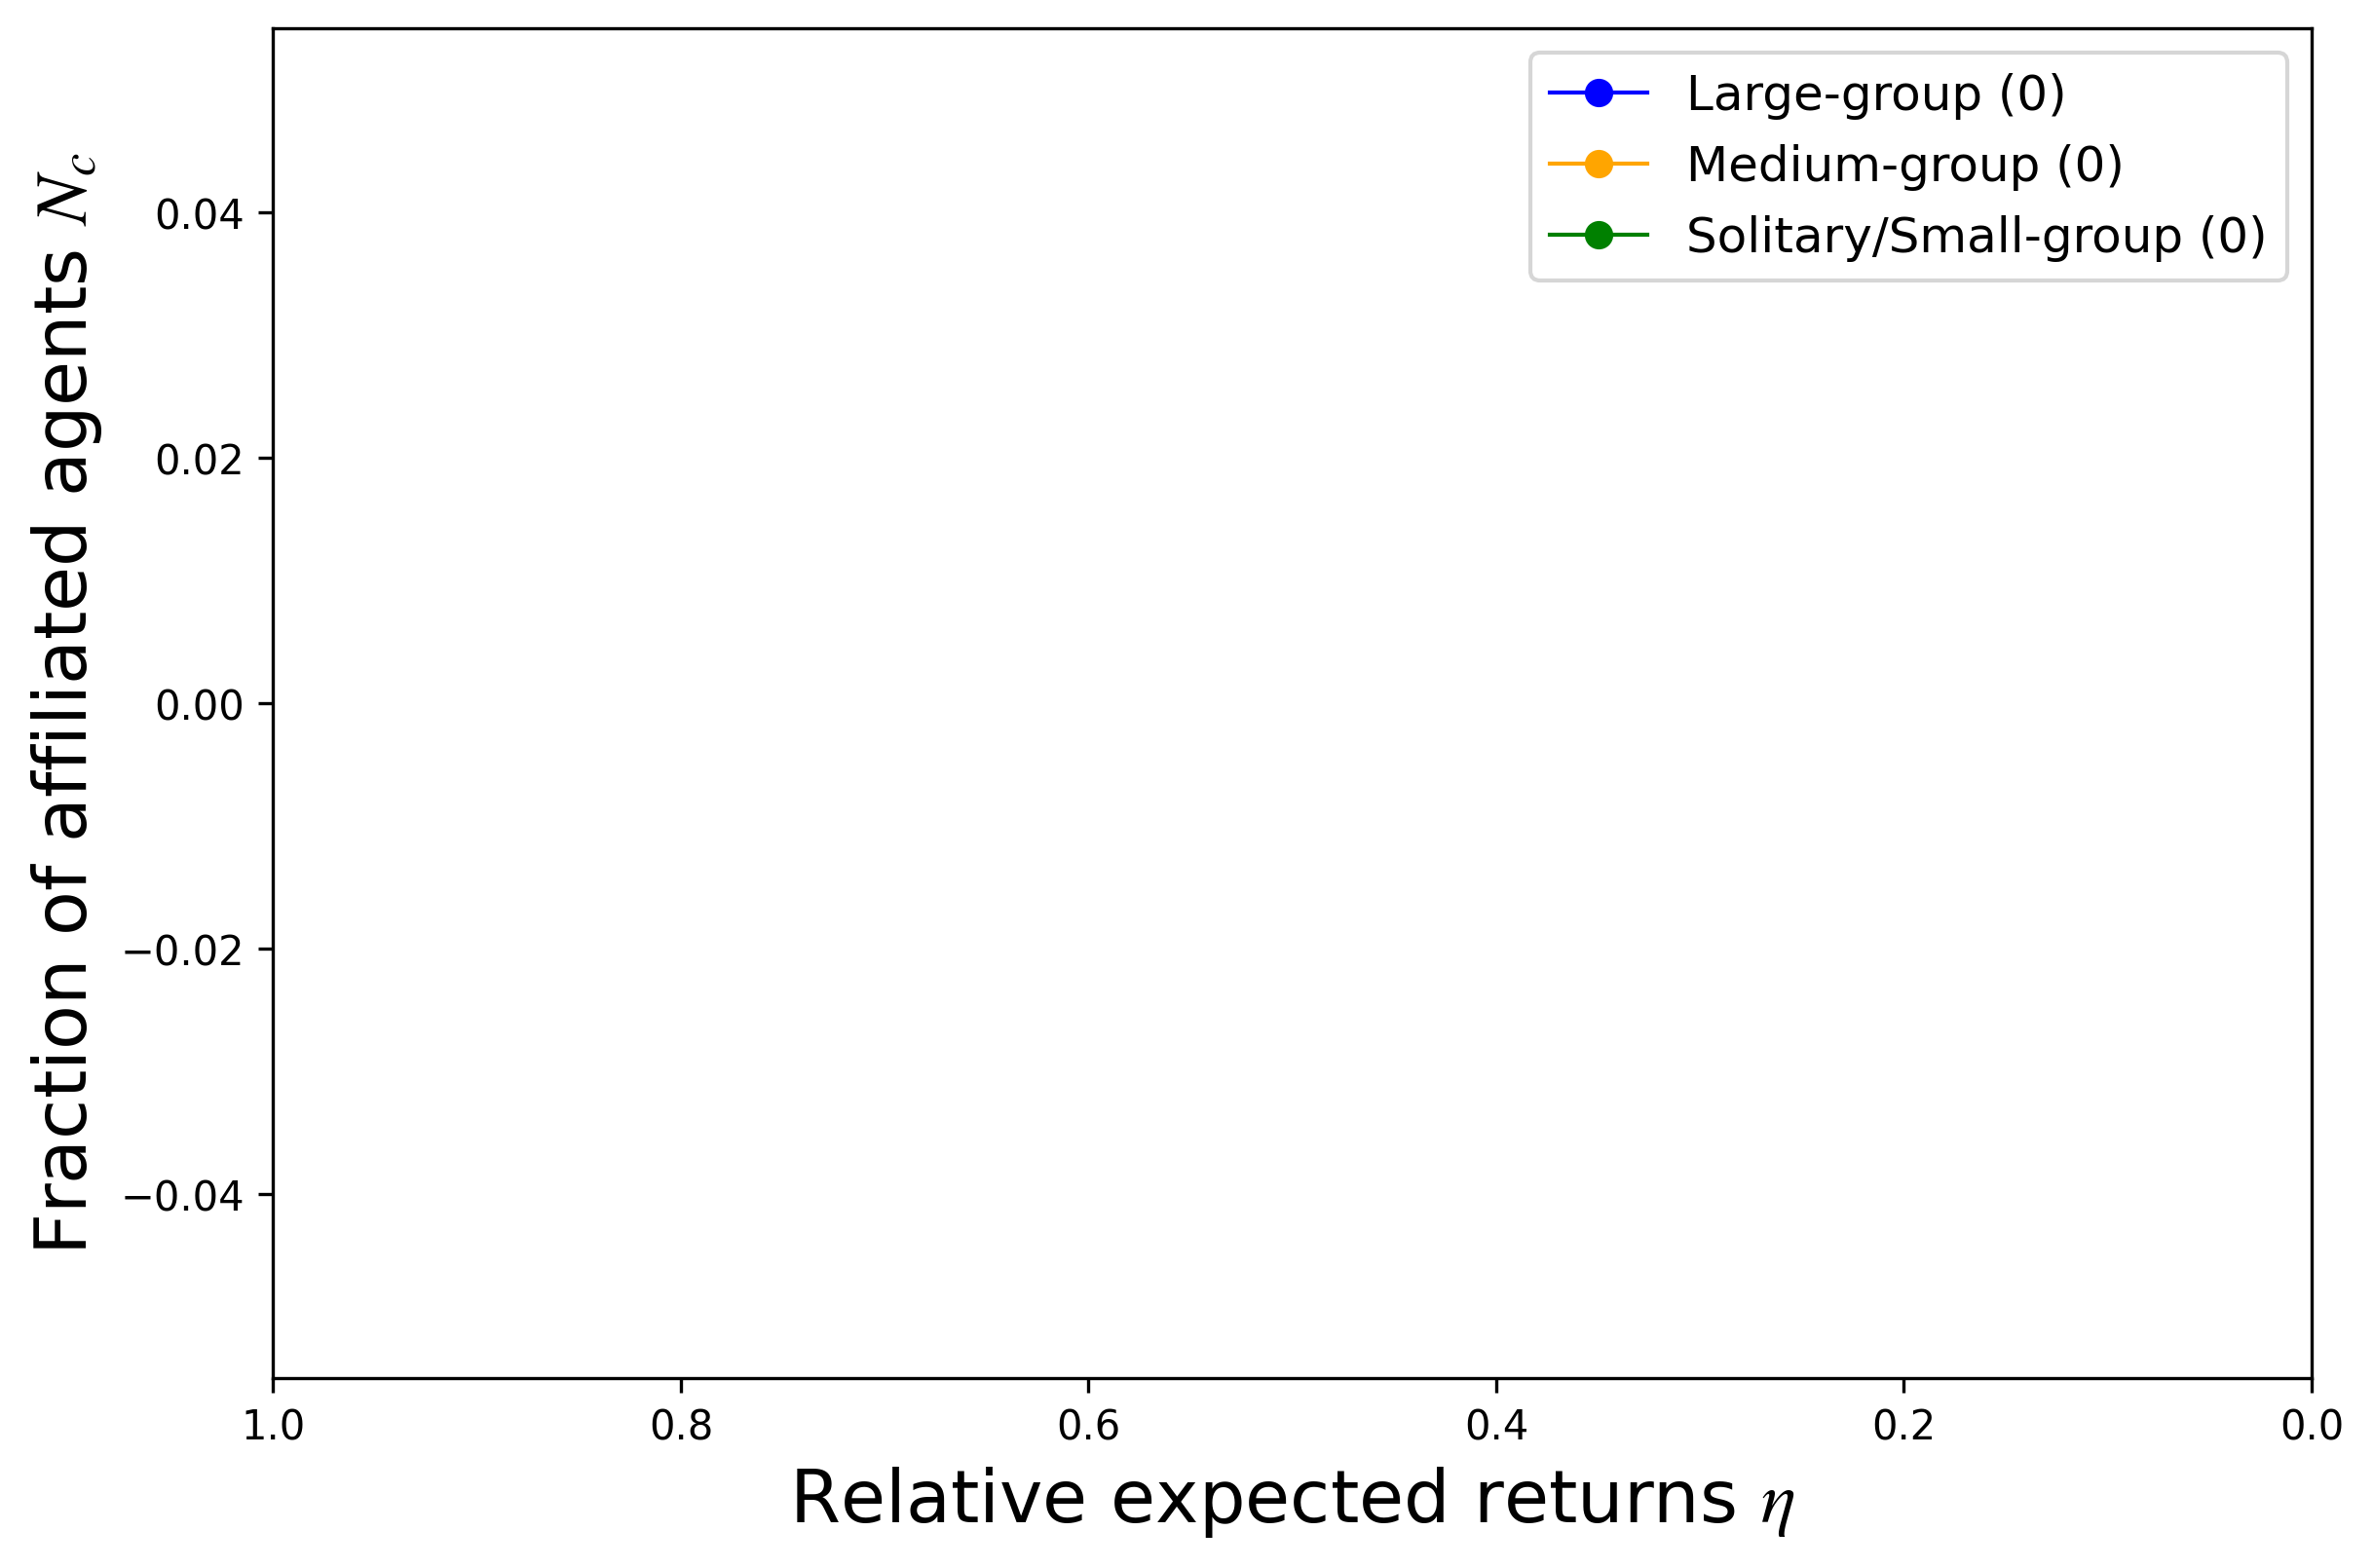 Large-group (0)
Medium-group (0)
Solitary/Small-group (0)
Fraction of affiliated agents N_c
0.04
0.02
0.00
−0.02
−0.04
1.0 0.8 0.6 0.4 0.2 0.0
Relative expected returns η